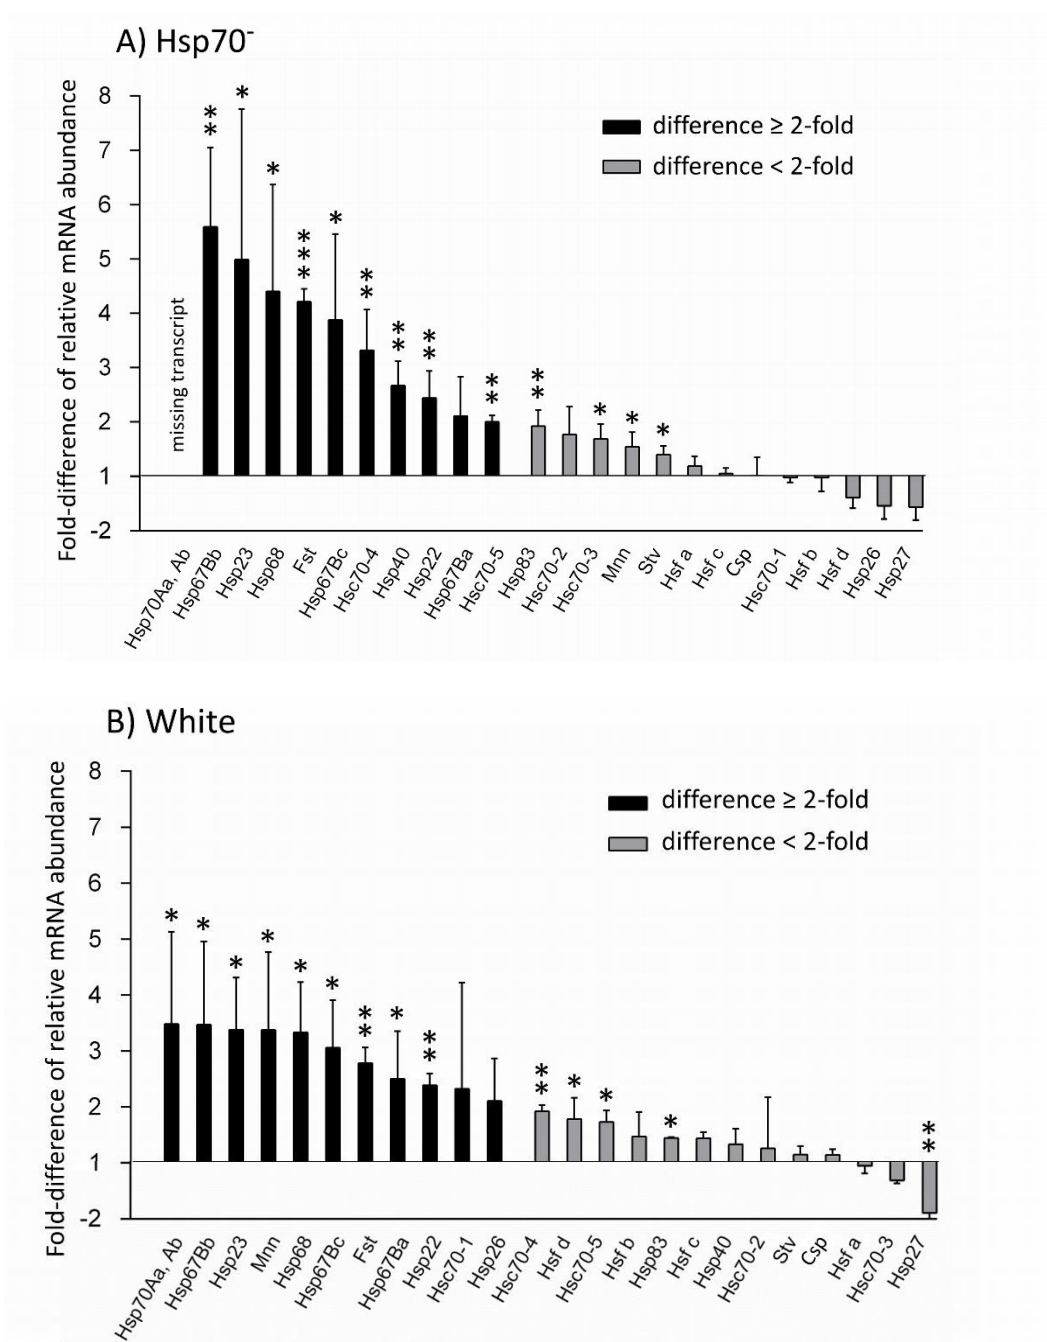 A) Hsp70-
Fold-difference of relative mRNA abundance
8
7
6
5
4
3
2
1
-2
difference ≥ 2-fold
difference < 2-fold
missing transcript
**
*
*
***
*
**
**
**
**
**
*
*
*
Hsp70Aa, Ab
Hsp67Bb
Hsp23
Hsp68
Fst
Hsp67Bc
Hsc70-4
Hsp40
Hsp22
Hsp67Ba
Hsc70-5
Hsp83
Hsc70-2
Hsc70-3
Mnn
Stv
Hsf a
Hsf c
Csp
Hsc70-1
Hsf b
Hsf d
Hsp26
Hsp27
B) White
Fold-difference of relative mRNA abundance
8
7
6
5
4
3
2
1
-2
difference ≥ 2-fold
difference < 2-fold
*
*
*
*
*
*
**
*
**
**
*
*
*
**
Hsp70Aa, Ab
Hsp67Bb
Hsp23
Mnn
Hsp68
Hsp67Bc
Fst
Hsp67Ba
Hsp22
Hsc70-1
Hsp26
Hsc70-4
Hsf d
Hsc70-5
Hsf b
Hsp83
Hsf c
Hsp40
Hsc70-2
Stv
Csp
Hsf a
Hsc70-3
Hsp27